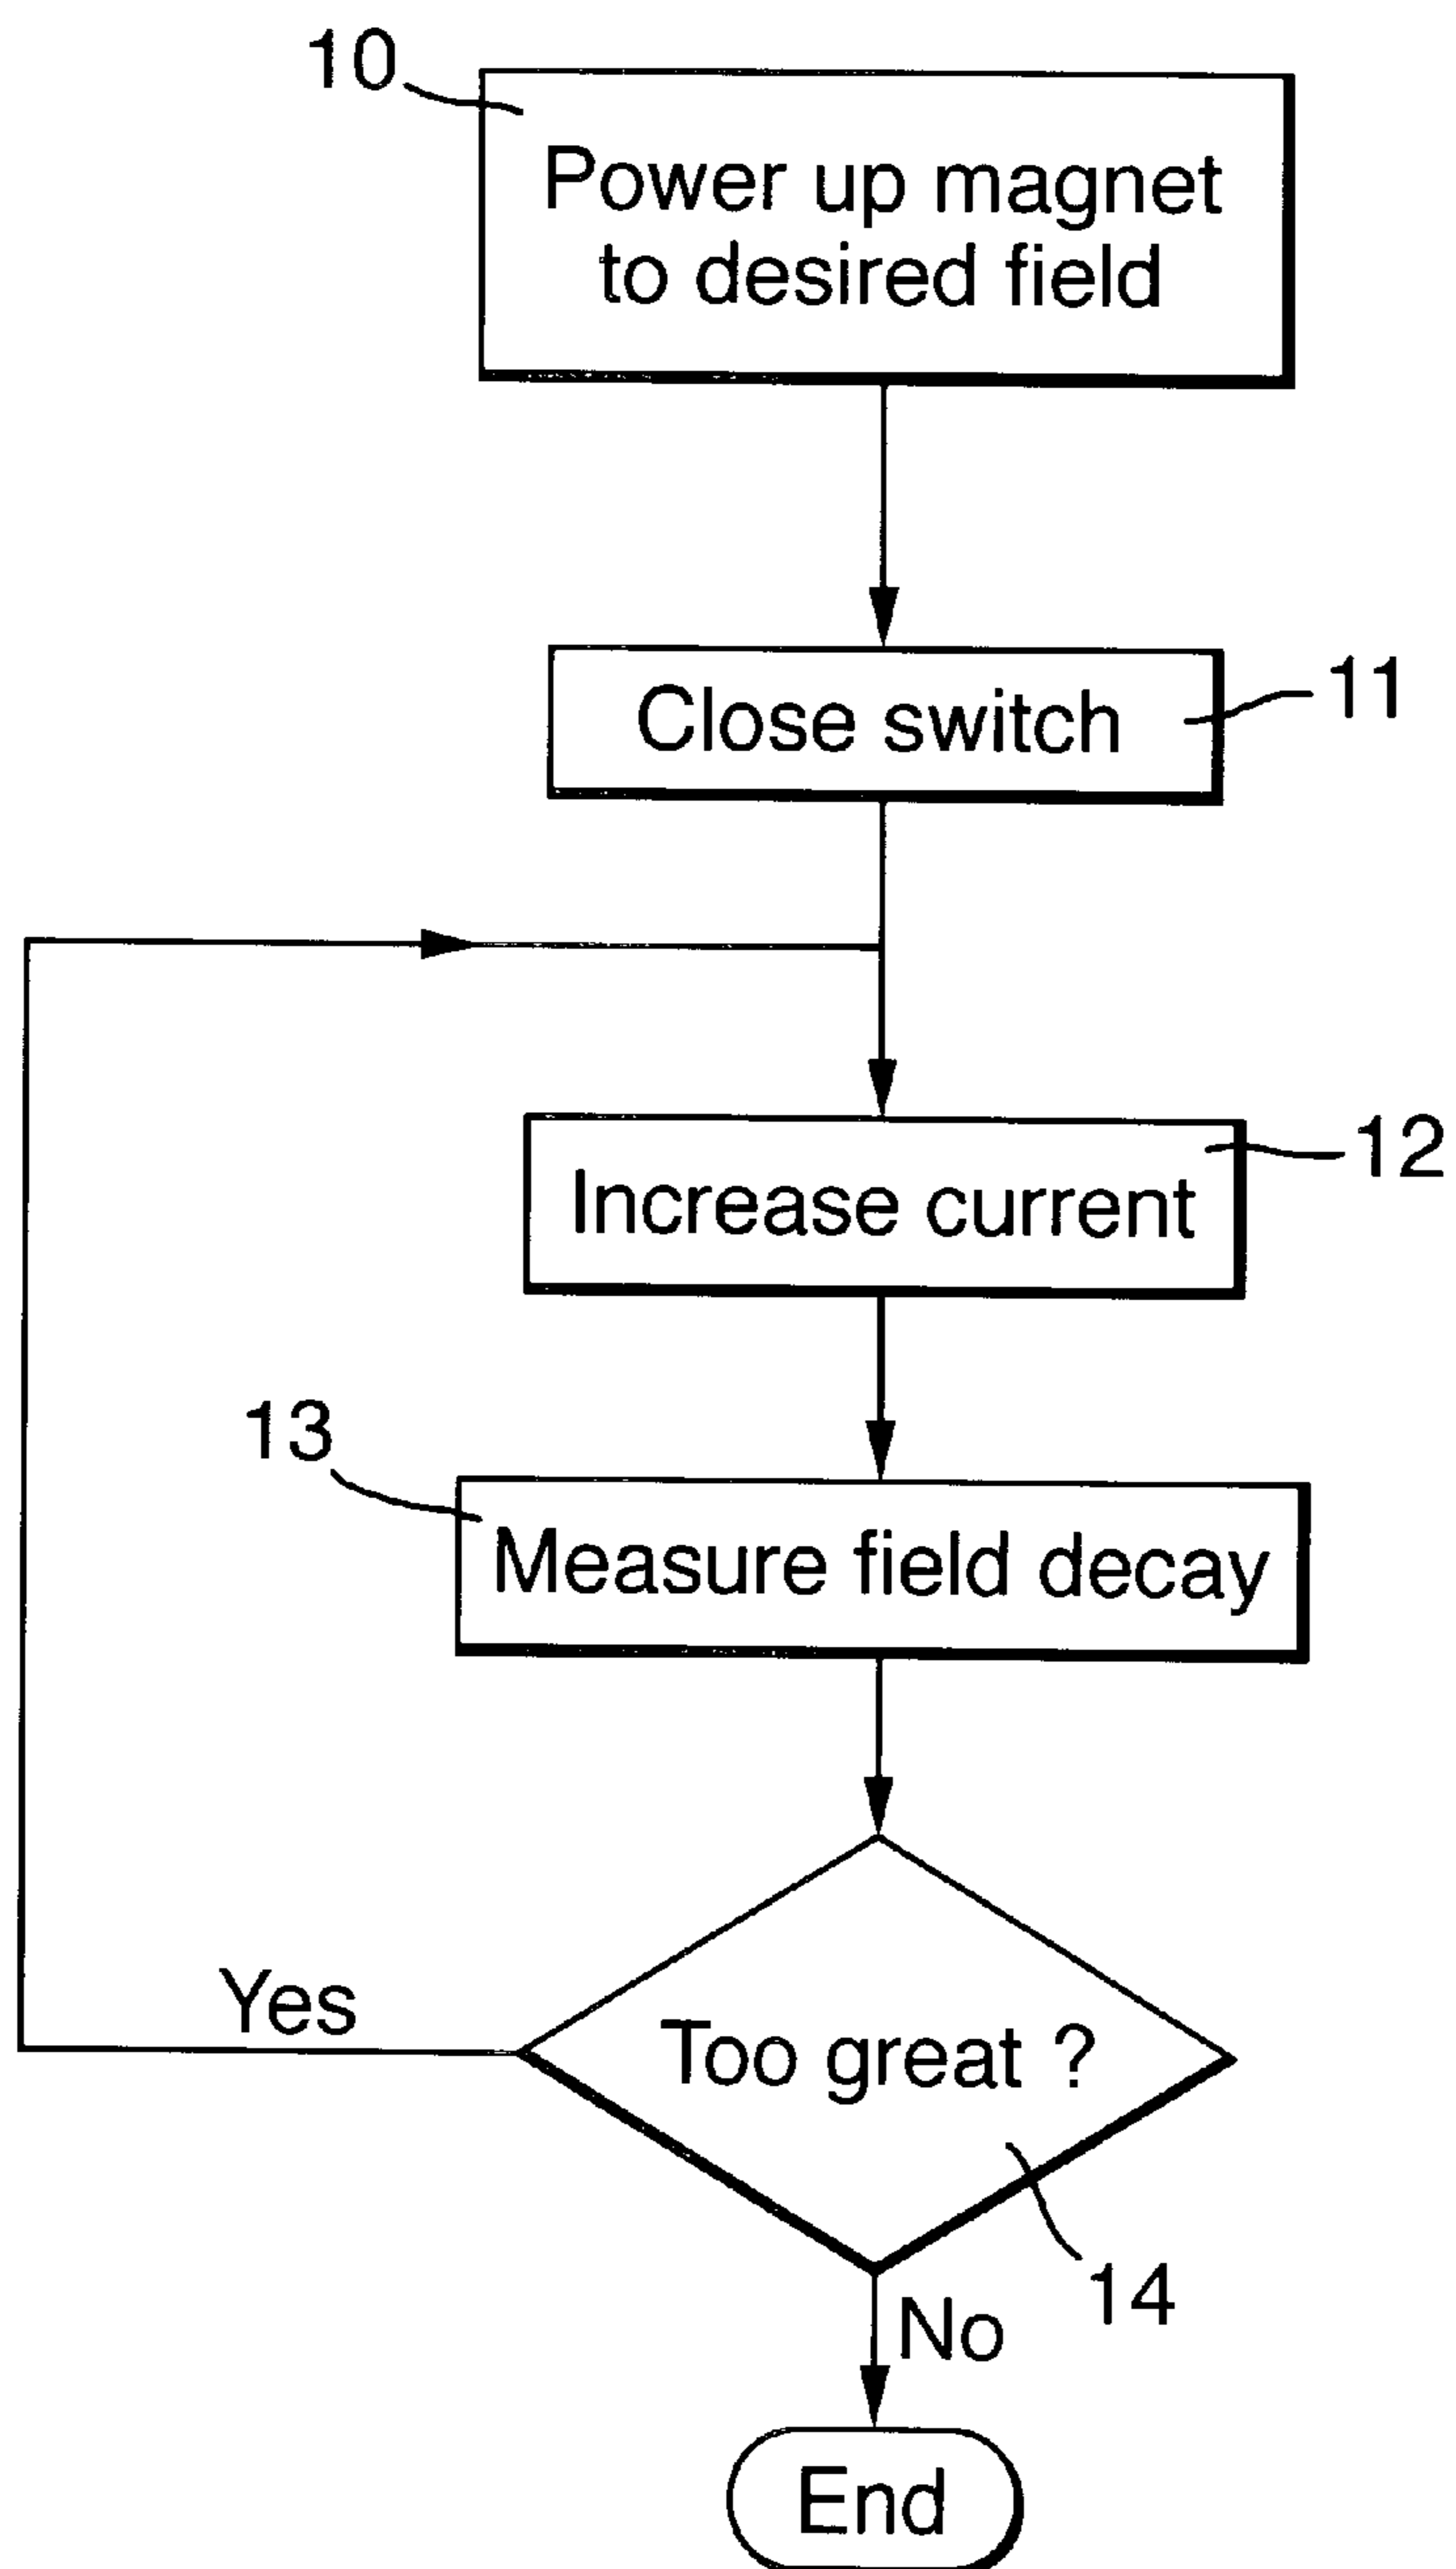 10
Power up magnet
to desired field
Close switch
11
Increase current
12
13
Measure field decay
Yes
Too great ?
14
No
End